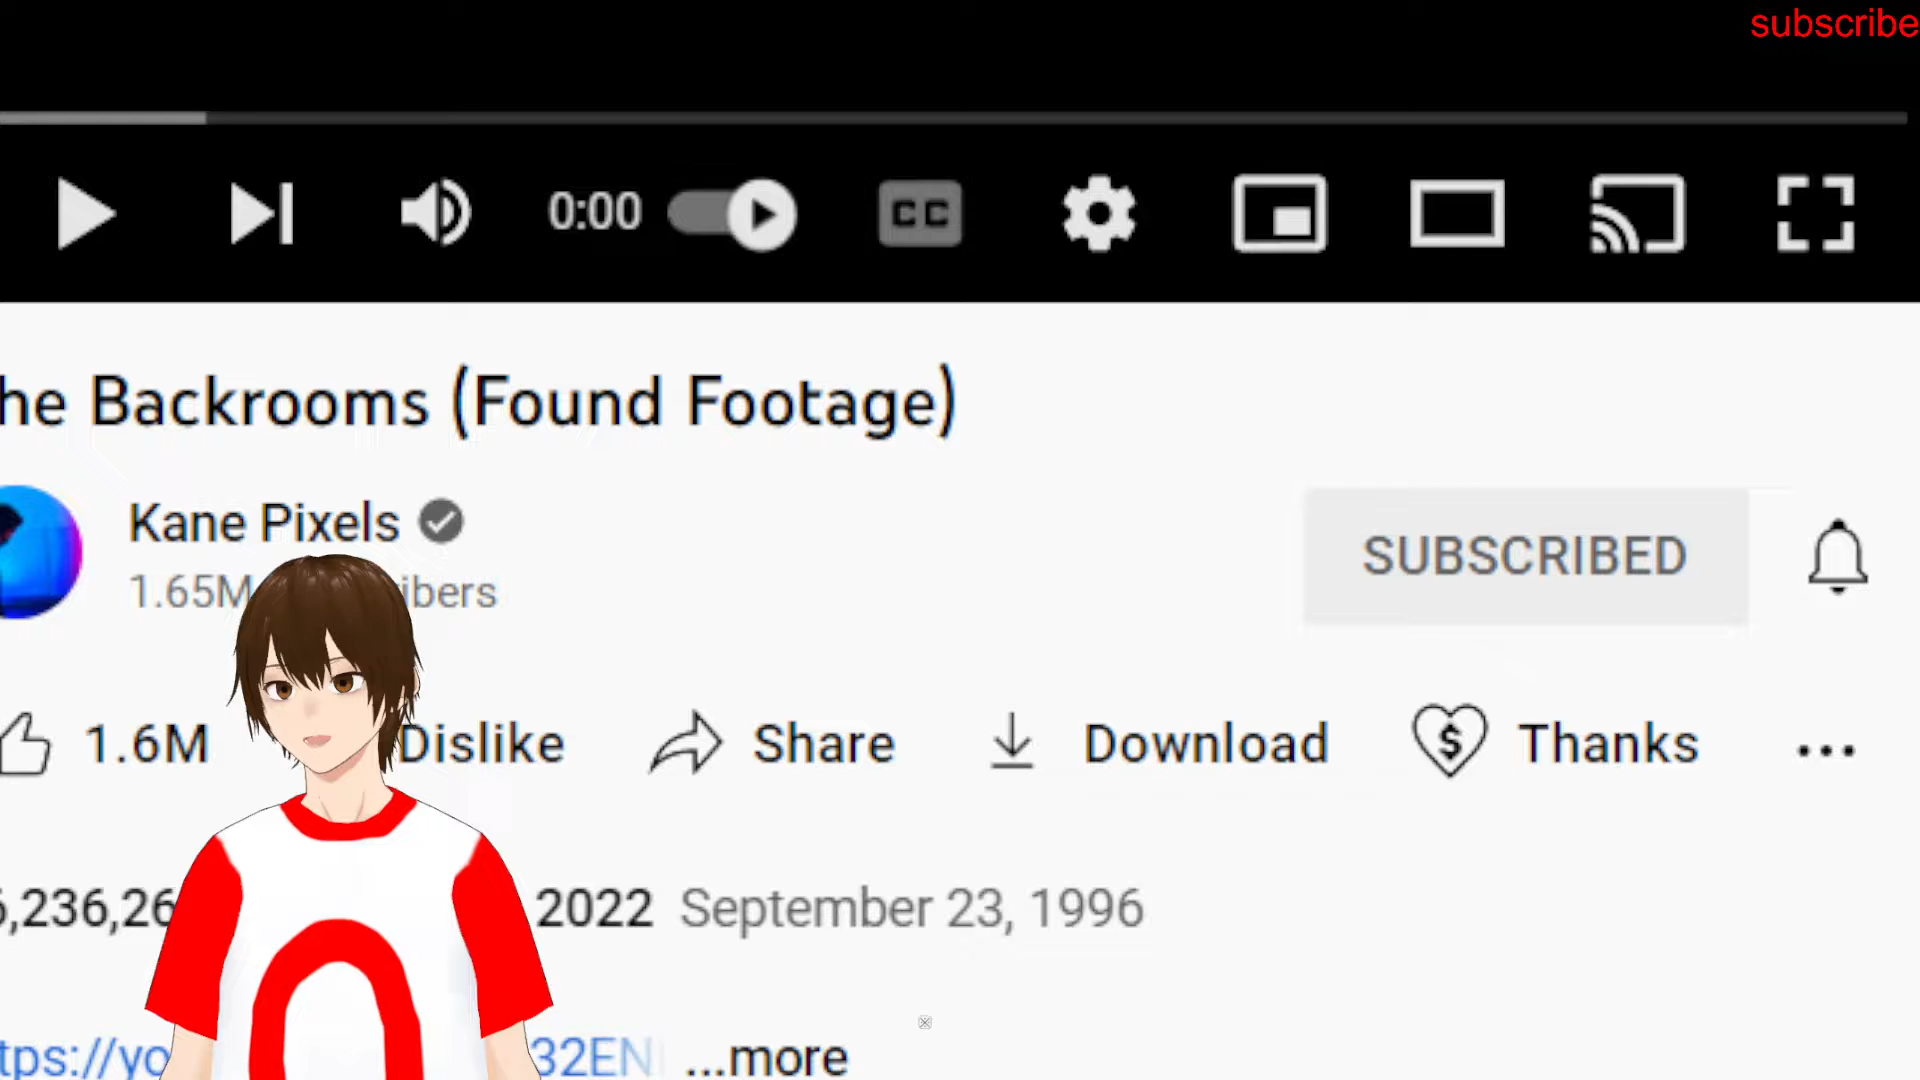 subscribe
0:00
CC
he Backrooms (Found Footage)
Kane Pixels
1.65M ibers
SUBSCRIBED
1.6M Dislike Share Download Thanks ...
6,236,26 2022 September 23, 1996
tps://yo 32EN ...more